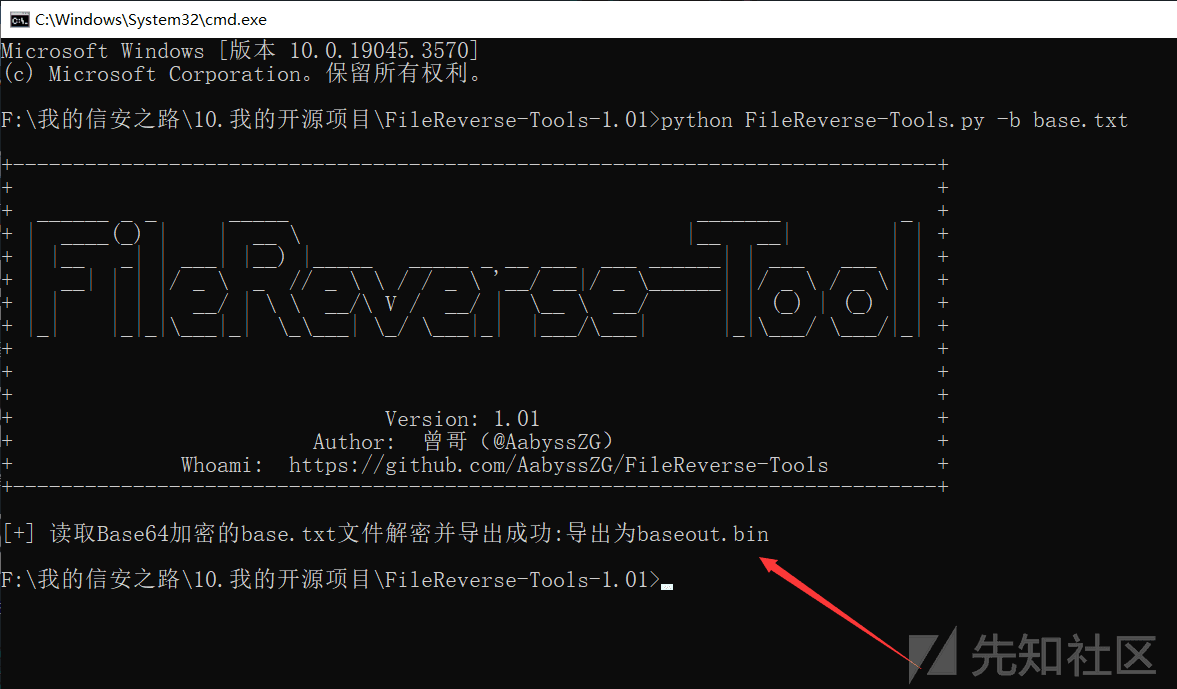 C:\Windows\System32\cmd.exe
Microsoft Windows [版本 10.0.19045.3570]
(c) Microsoft Corporation。保留所有权利。
F:\我的信安之路\10.我的开源项目\FileReverse-Tools-1.01>python FileReverse-Tools.py -b base.txt
FileReverse-Tool
Version: 1.01
Author: 曾哥（@AabyssZG）
Whoami: https://github.com/AabyssZG/FileReverse-Tools
[+] 读取Base64加密的base.txt文件解密并导出成功:导出为baseout.bin
F:\我的信安之路\10.我的开源项目\FileReverse-Tools-1.01>
先知社区